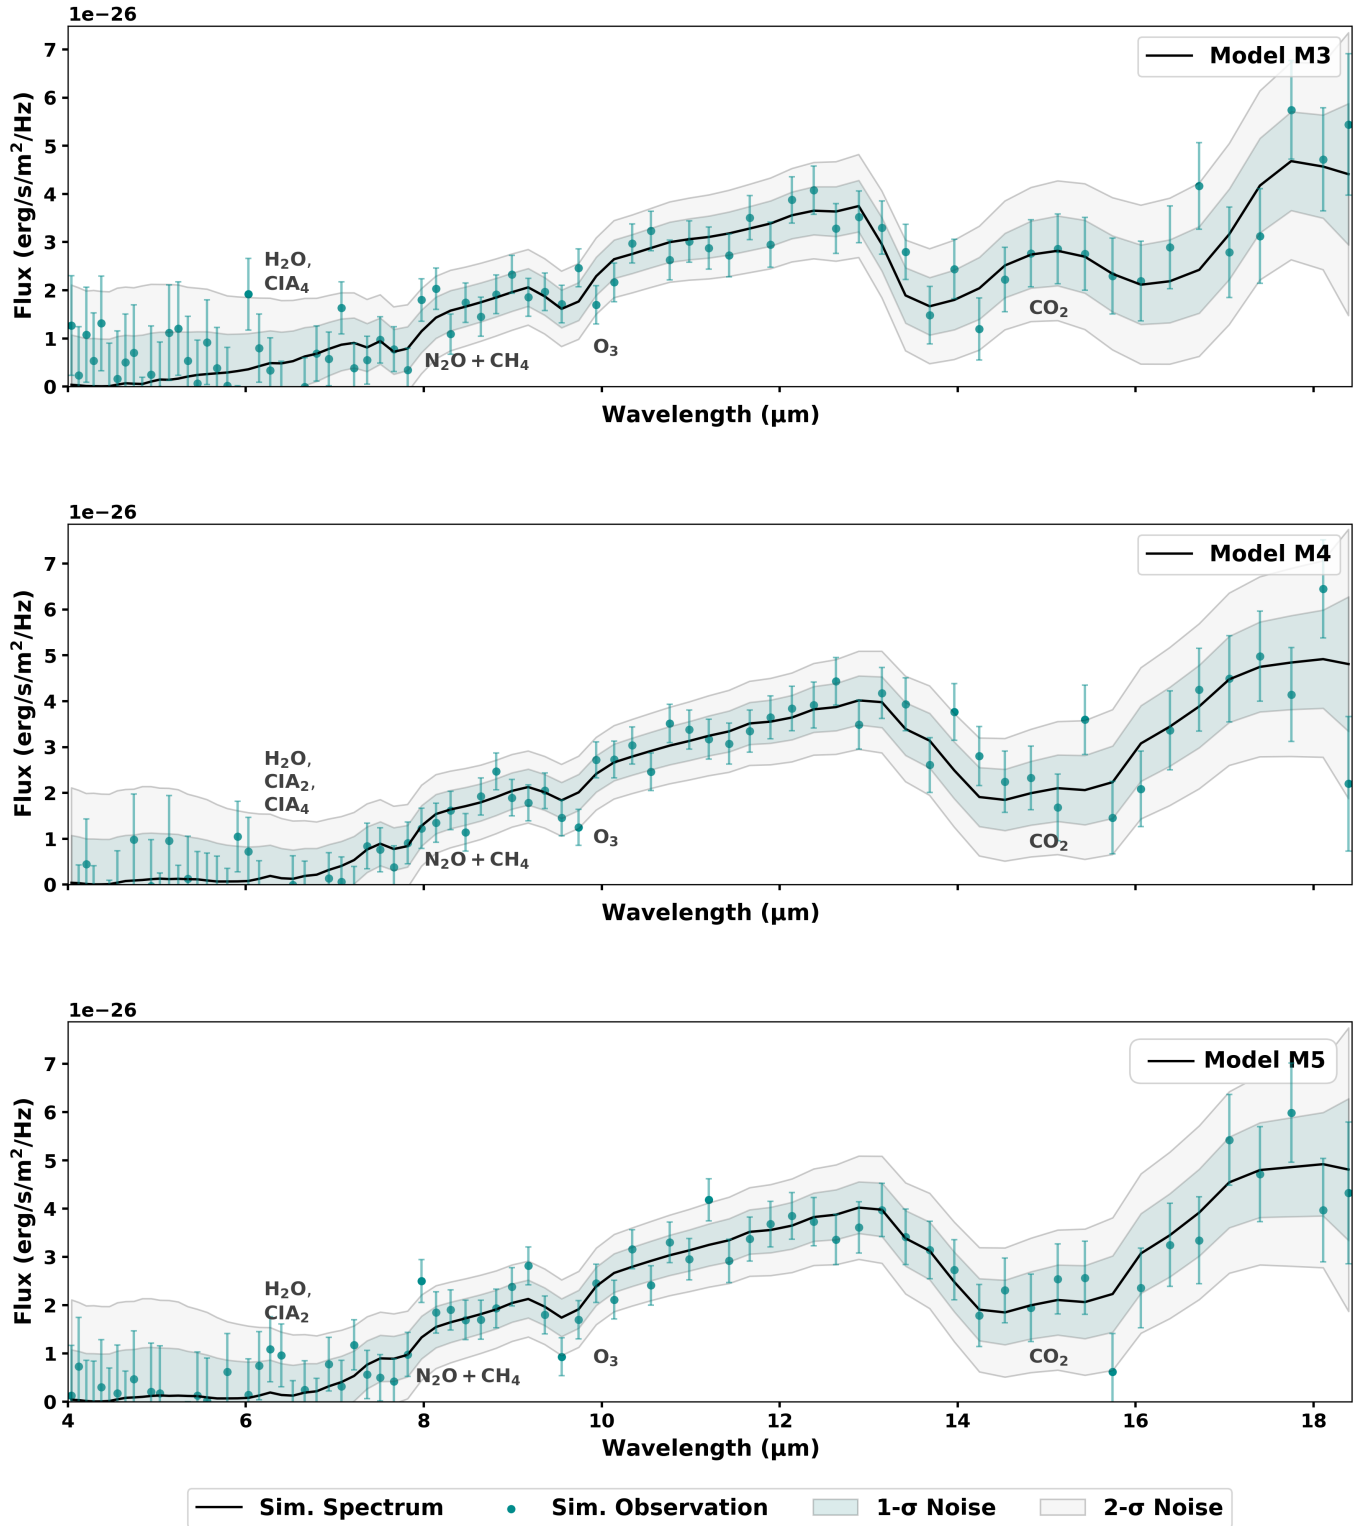 1e−26
7
6
5
4
3
2
1
0
Flux (erg/s/m²/Hz)
Model M3
H₂O,
CIA₄
N₂O + CH₄
O₃
CO₂
Wavelength (μm)
1e−26
7
6
5
4
3
2
1
0
Flux (erg/s/m²/Hz)
Model M4
H₂O,
CIA₂,
CIA₄
N₂O + CH₄
O₃
CO₂
Wavelength (μm)
1e−26
7
6
5
4
3
2
1
0
Flux (erg/s/m²/Hz)
Model M5
H₂O,
CIA₂
N₂O + CH₄
O₃
CO₂
4 6 8 10 12 14 16 18
Wavelength (μm)
Sim. Spectrum Sim. Observation 1-σ Noise 2-σ Noise